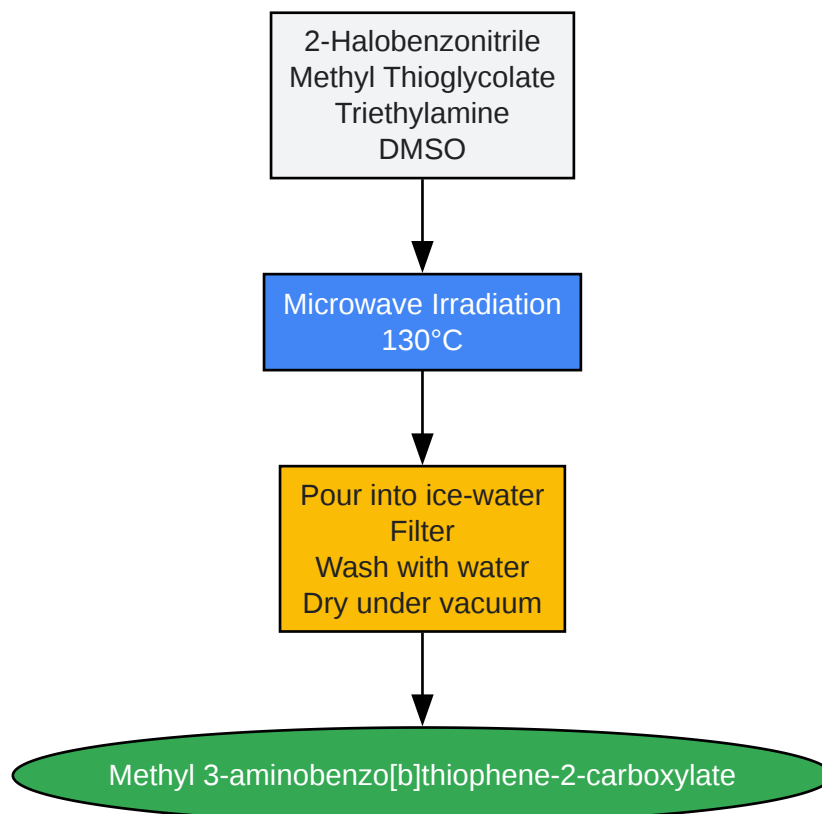 2-Halobenzonitrile
Methyl Thioglycolate
Triethylamine
DMSO
Microwave Irradiation
130°C
Pour into ice-water
Filter
Wash with water
Dry under vacuum
Methyl 3-aminobenzo[b]thiophene-2-carboxylate